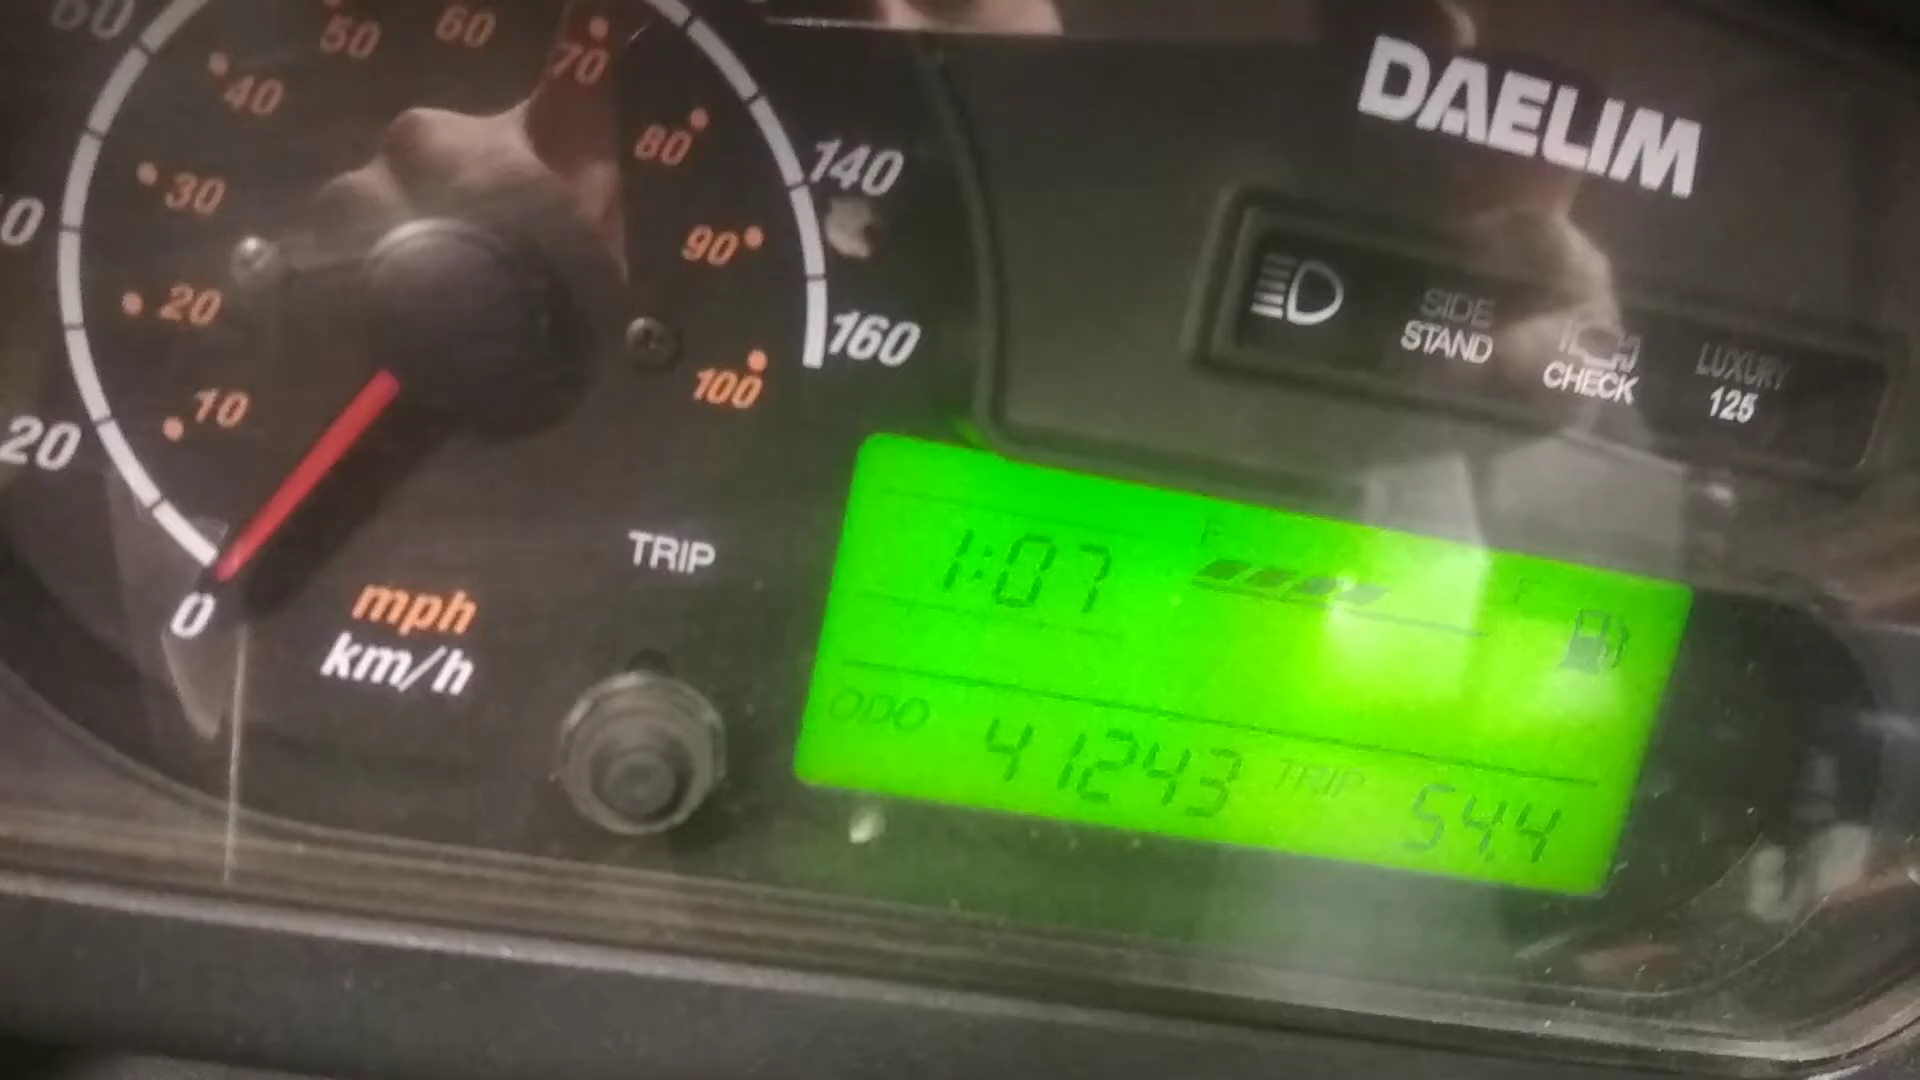 DAELIM
60
50
60
70
40
80
140
30
90
20
160
100
10
20
0
SIDE
STAND
CHECK
LUXURY
125
TRIP
mph
km/h
1:07
E
F
ODO 41243 TRIP 54.4